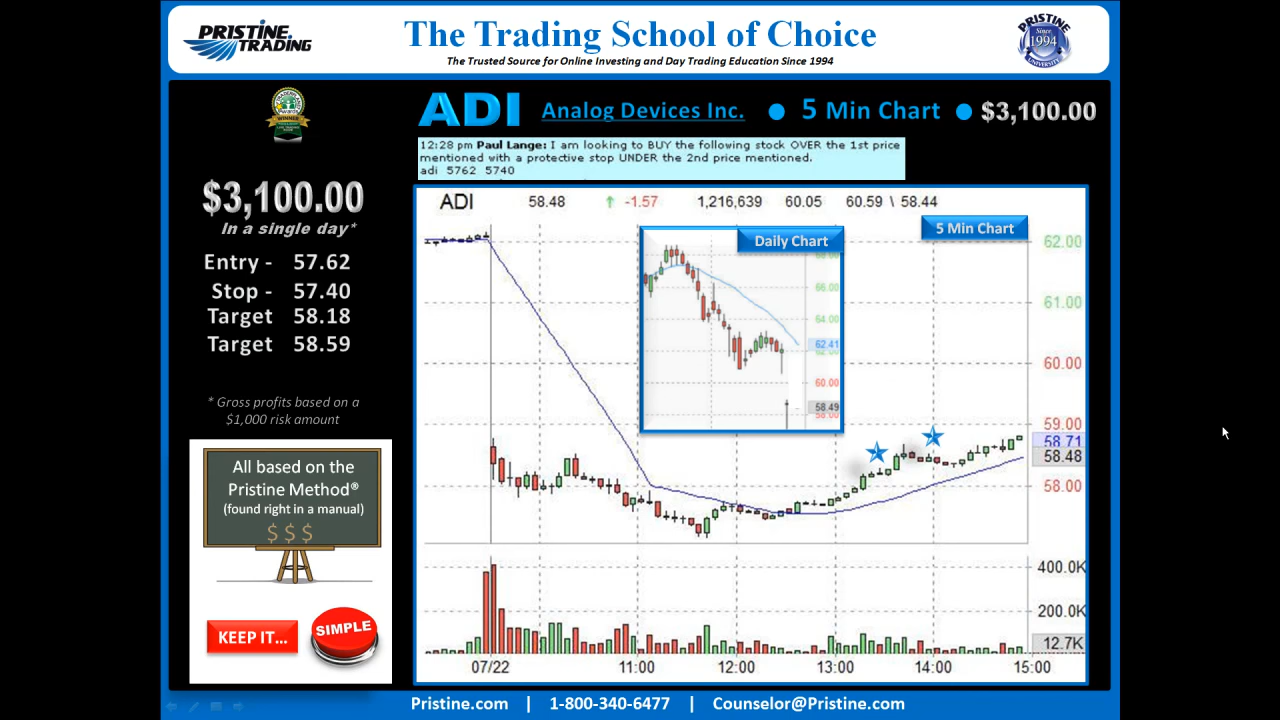 PRISTINE.
TRADING
The Trading School of Choice
The Trusted Source for Online Investing and Day Trading Education Since 1994
PRISTINE
Since
1994
UNIVERSITY
WINNER
ADI Analog Devices Inc. ● 5 Min Chart ● $3,100.00
12:28 pm Paul Lange: I am looking to BUY the following stock OVER the 1st price
mentioned with a protective stop UNDER the 2nd price mentioned.
adi 5762 5740
$3,100.00
In a single day*
Entry - 57.62
Stop - 57.40
Target 58.18
Target 58.59
* Gross profits based on a
$1,000 risk amount
All based on the
Pristine Method®
(found right in a manual)
$ $ $
KEEP IT...
SIMPLE
ADI 58.48 ↑ -1.57 1,216,639 60.05 60.59 \ 58.44
5 Min Chart
Daily Chart
66.00
64.00
62.41
60.00
58.49
62.00
61.00
60.00
59.00
58.71
58.48
58.00
400.0K
200.0K
12.7K
07/22 11:00 12:00 13:00 14:00 15:00
Pristine.com | 1-800-340-6477 | Counselor@Pristine.com